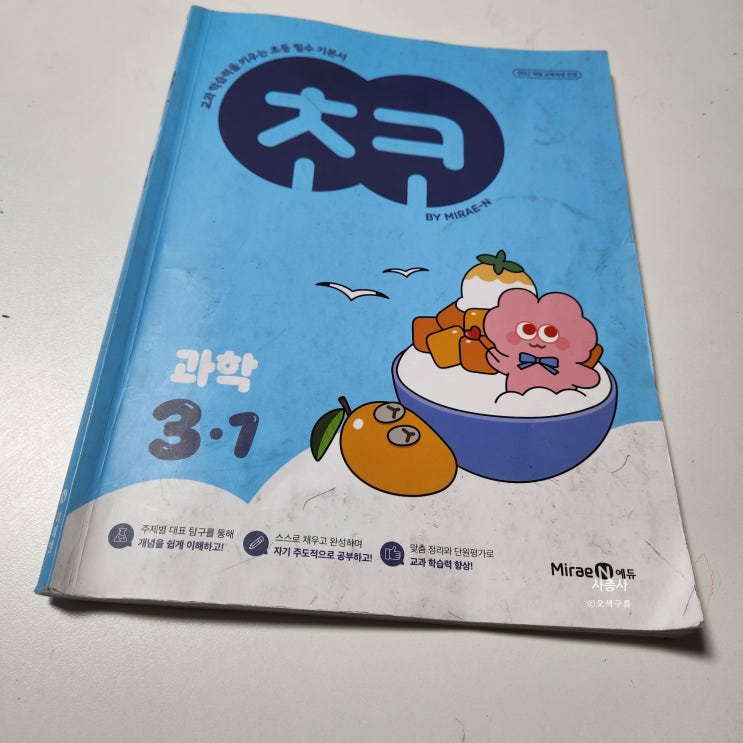 교과 학습력을 키우는 초등 필수 기본서
2022 개정 교육과정 반영
초코
BY MIRAE-N
과학
3·1
주제별 대표 탐구를 통해
개념을 쉽게 이해하고!
스스로 채우고 완성하며
자기 주도적으로 공부하고!
맞춤 정리와 단원평가로
교과 학습력 향상!
Mirae N 에듀
사종사
©오색구름